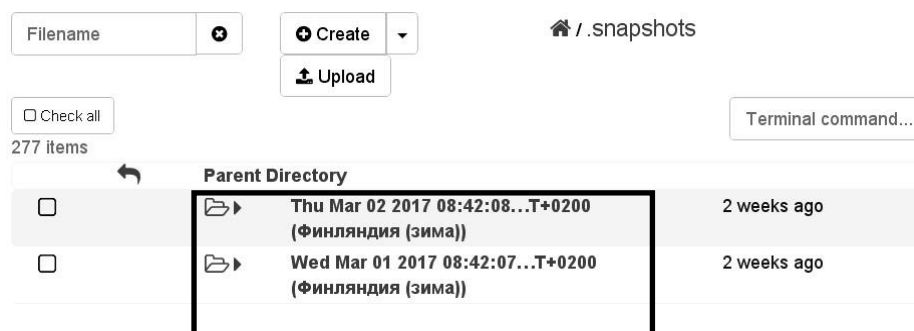 Filename
Create
/ .snapshots
Upload
Check all
Terminal command...
277 items
Parent Directory
Thu Mar 02 2017 08:42:08...T+0200 2 weeks ago
(Финляндия (зима))
Wed Mar 01 2017 08:42:07...T+0200 2 weeks ago
(Финляндия (зима))